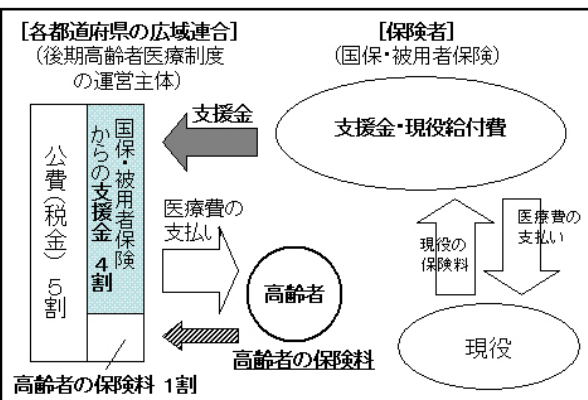 [各都道府県の広域連合]
(後期高齢者医療制度
の運営主体)
[保険者]
(国保・被用者保険)
支援金
支援金・現役給付費
公費(税金) 5割
国保・被用者保険
からの支援金 4割
医療費の
支払い
高齢者
高齢者の保険料
高齢者の保険料 1割
現役の
保険料
医療費の
支払い
現役